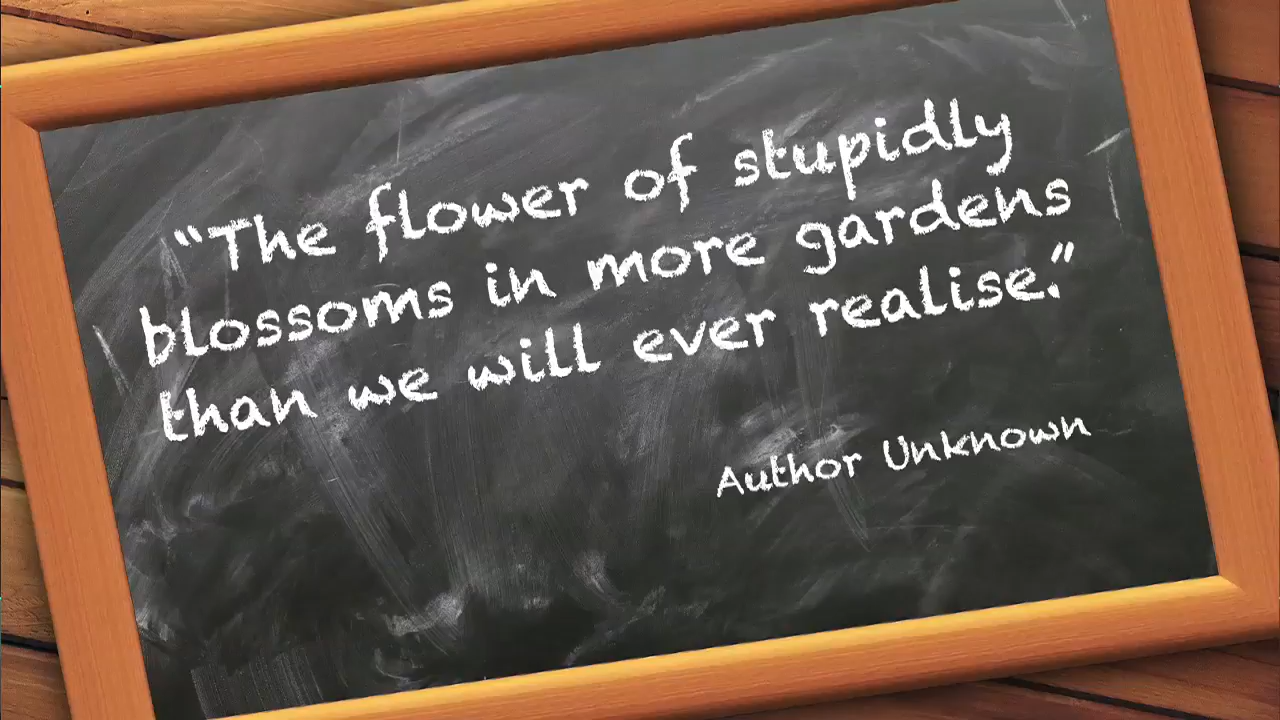 “The flower of stupidly
blossoms in more gardens
than we will ever realise.”
Author Unknown